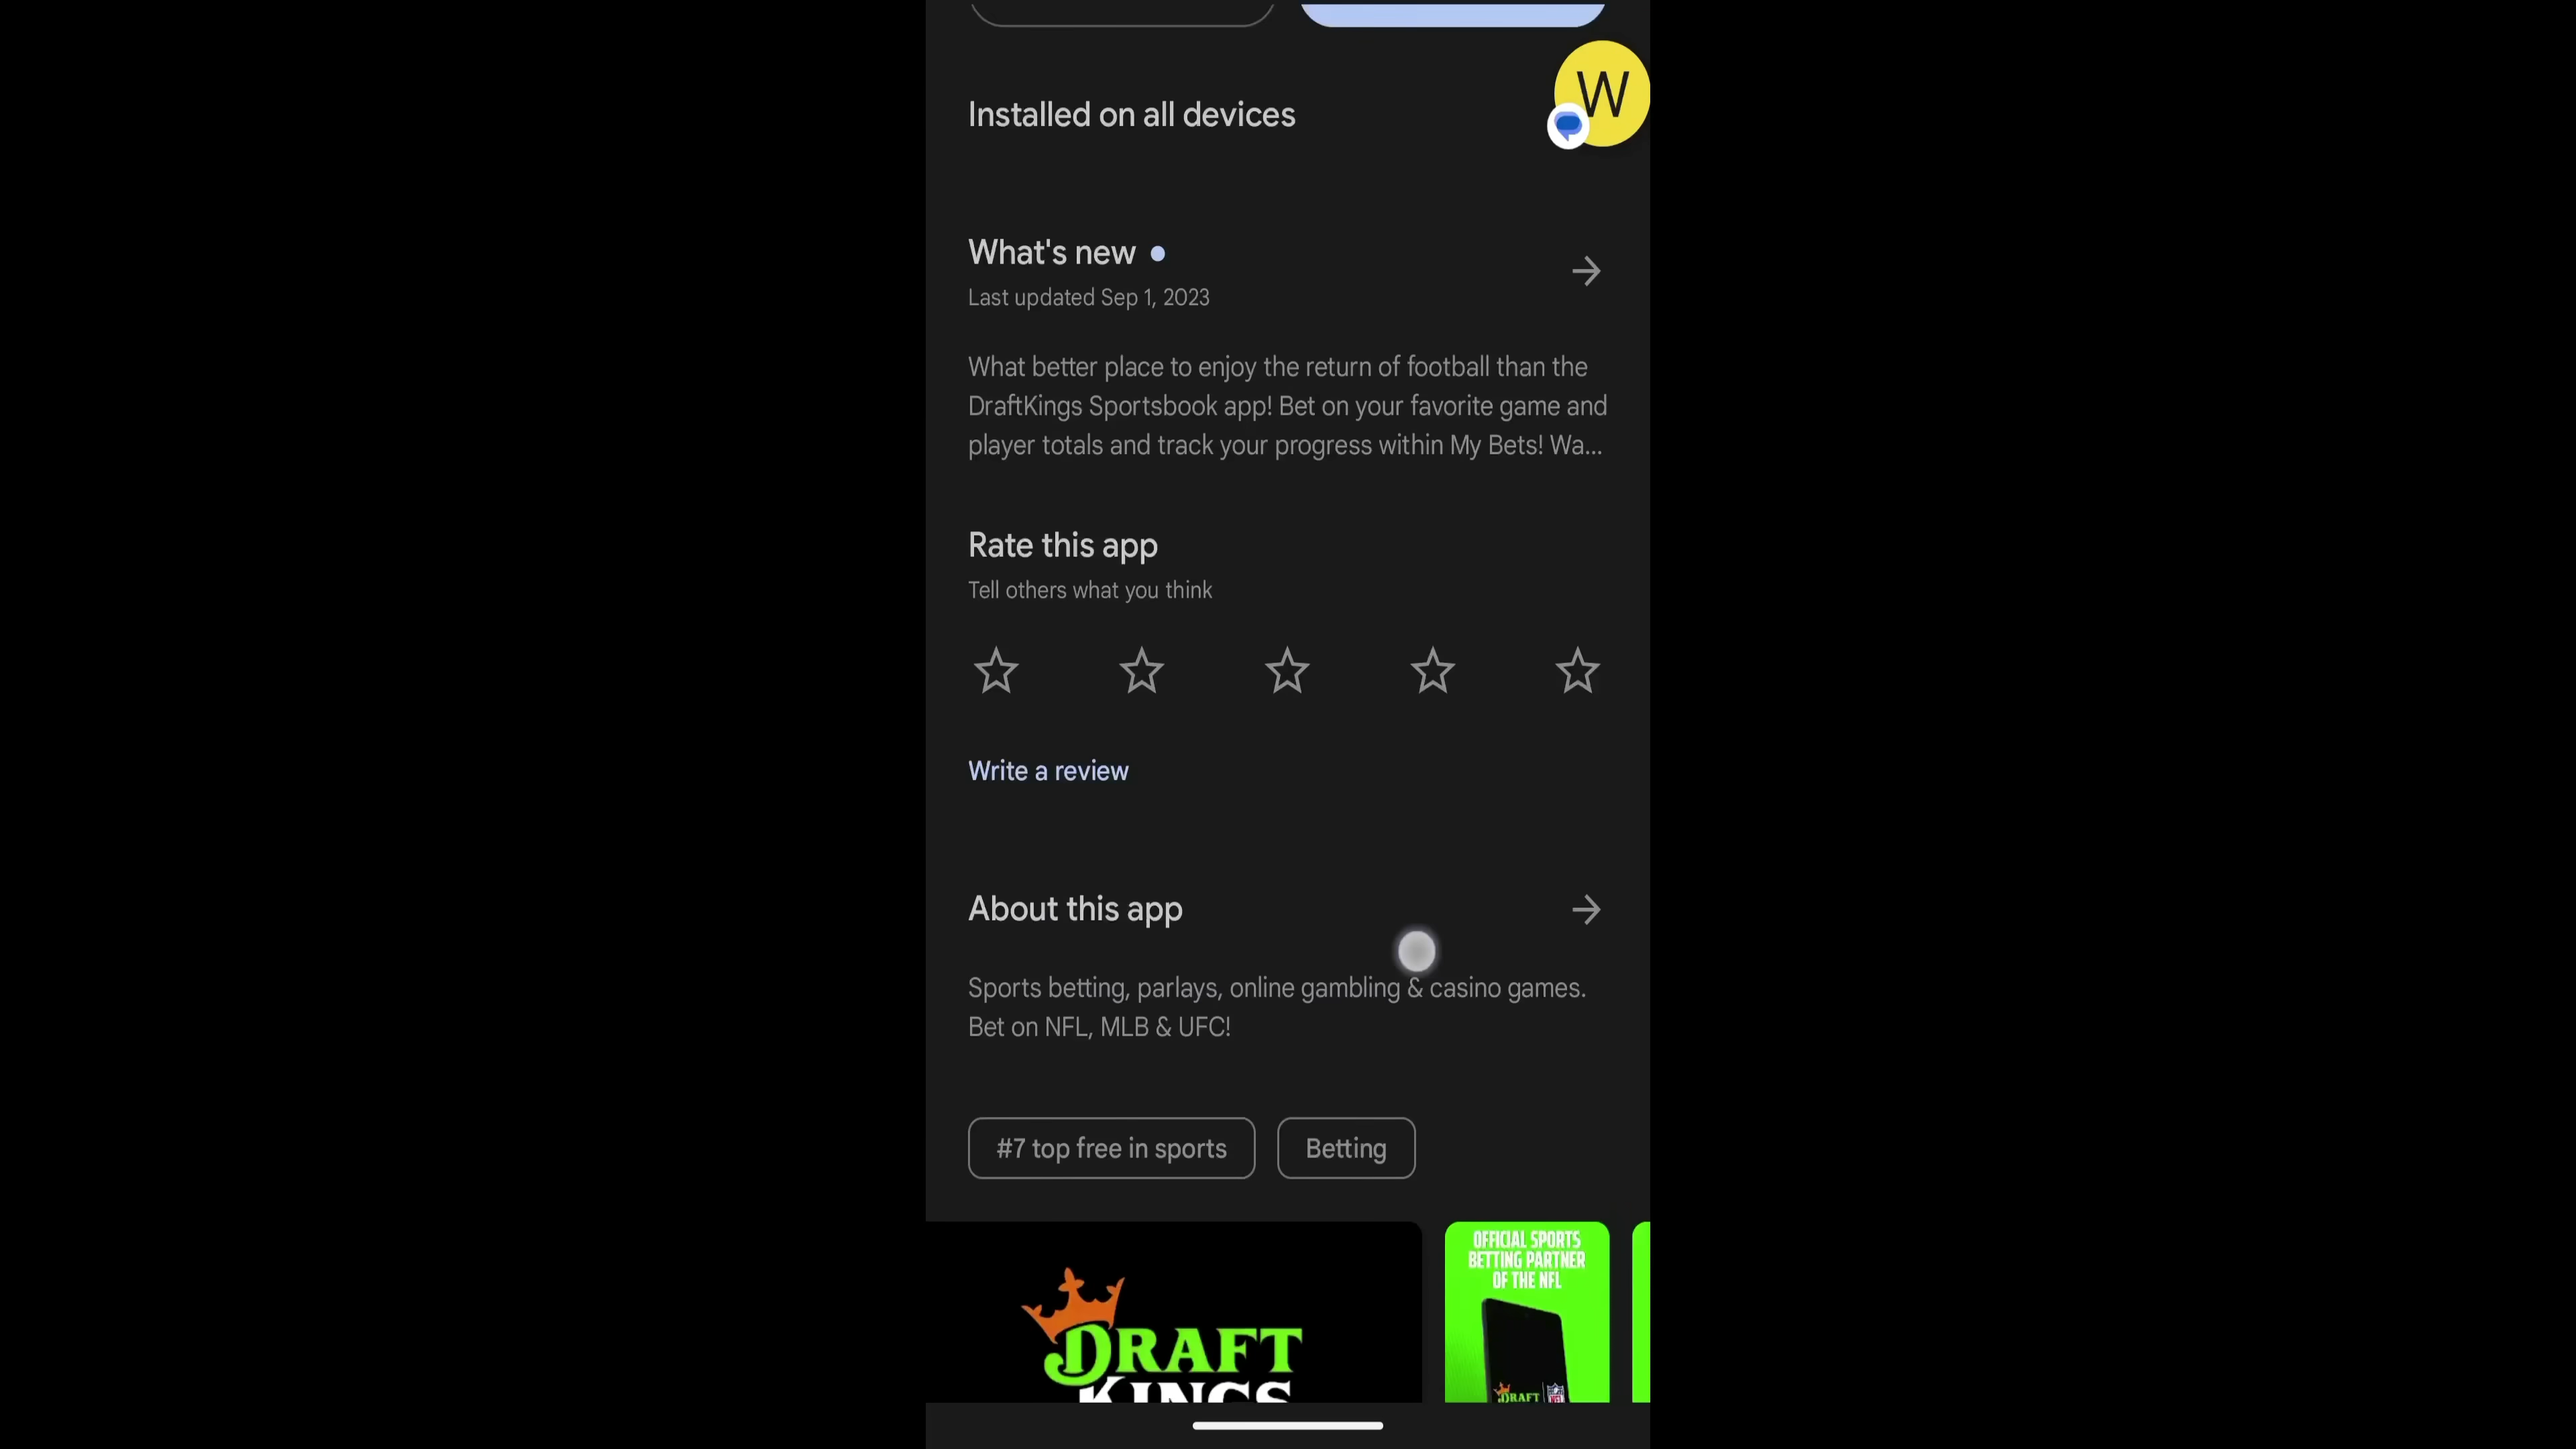 W
Installed on all devices
What's new
Last updated Sep 1, 2023
What better place to enjoy the return of football than the
DraftKings Sportsbook app! Bet on your favorite game and
player totals and track your progress within My Bets! Wa...
Rate this app
Tell others what you think
Write a review
About this app
Sports betting, parlays, online gambling & casino games.
Bet on NFL, MLB & UFC!
#7 top free in sports
Betting
OFFICIAL SPORTS
BETTING PARTNER
OF THE NFL
DRAFT
KINGS
DRAFT
NFL